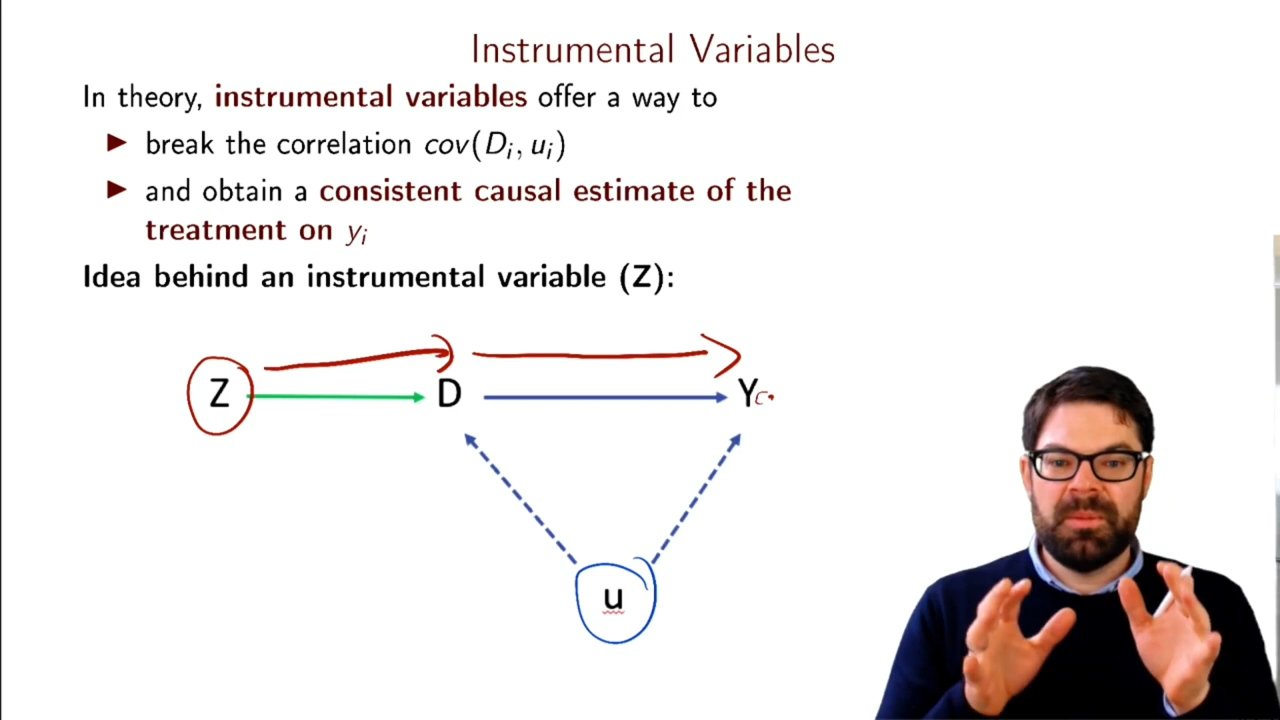 Instrumental Variables
In theory, instrumental variables offer a way to
▶ break the correlation cov(Dᵢ, uᵢ)
▶ and obtain a consistent causal estimate of the
treatment on yᵢ
Idea behind an instrumental variable (Z):
Z D Y
u